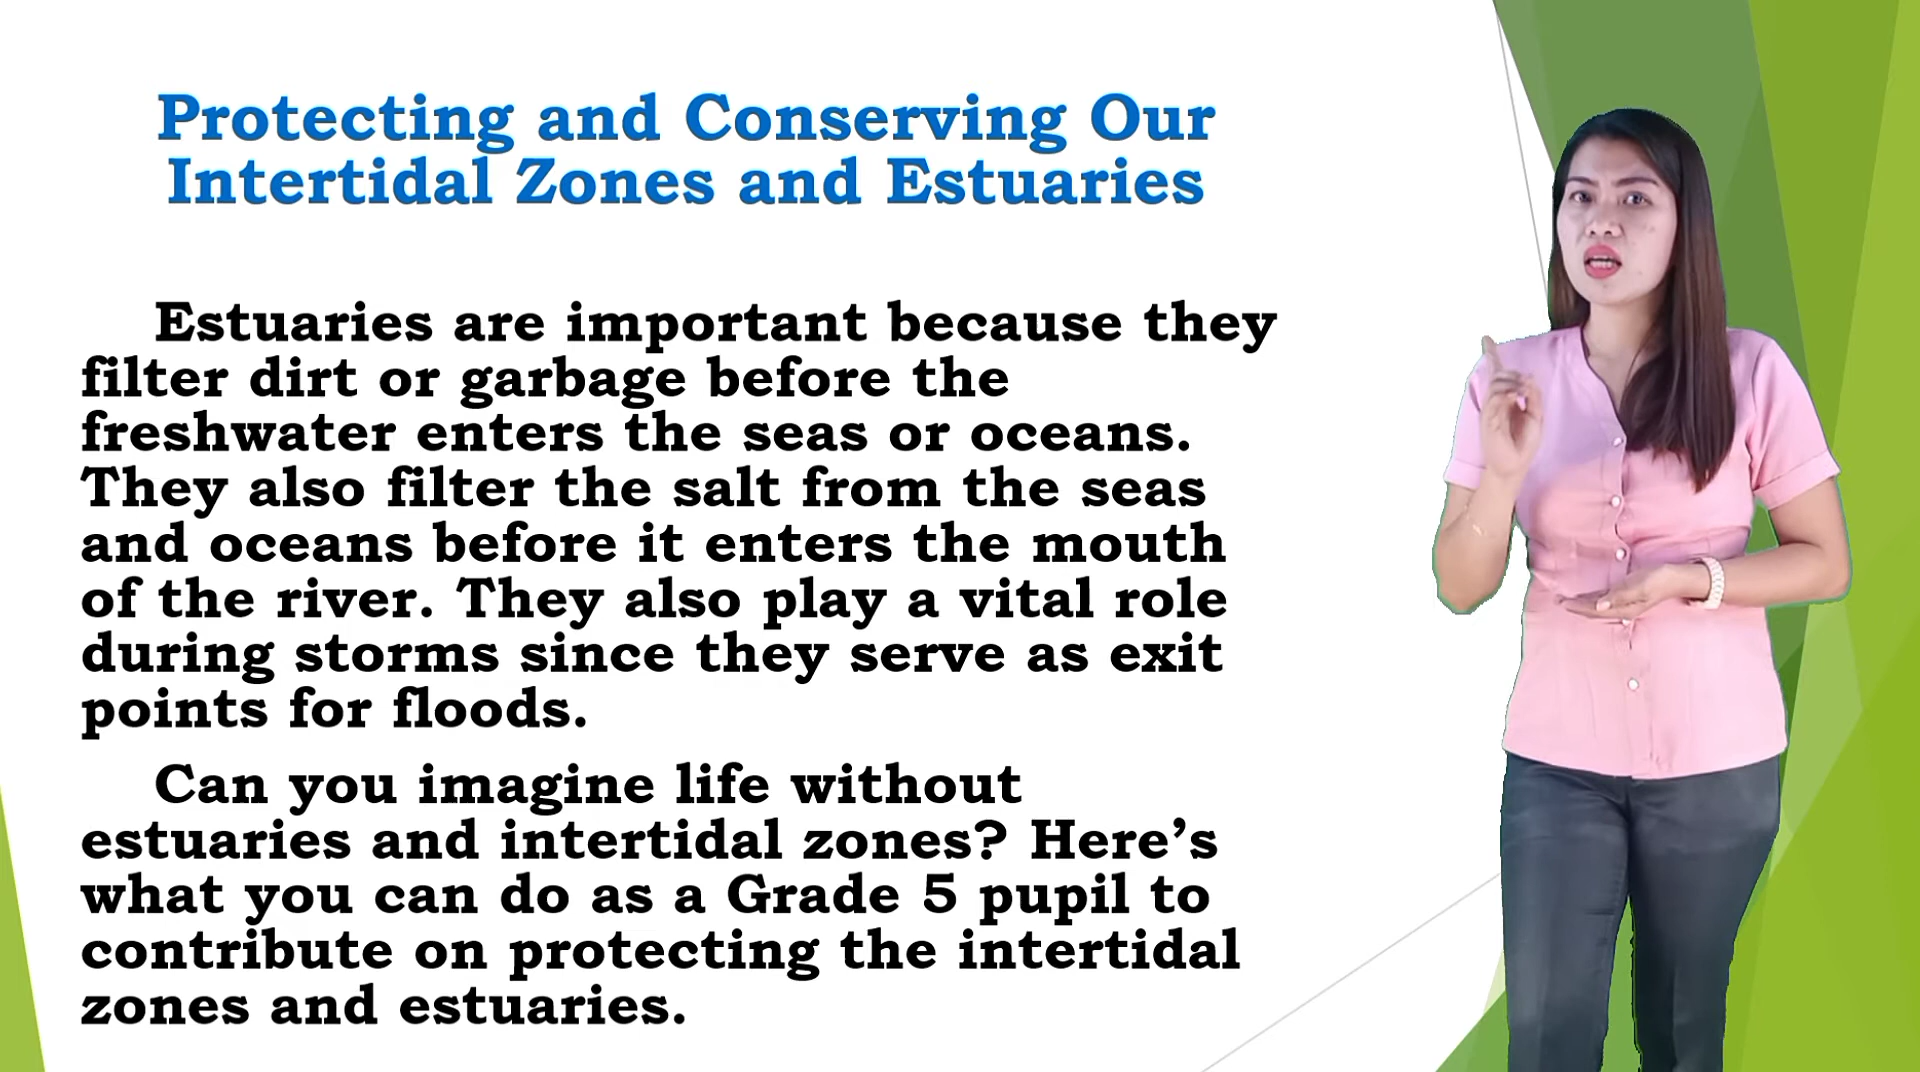 Protecting and Conserving Our
Intertidal Zones and Estuaries
Estuaries are important because they
filter dirt or garbage before the
freshwater enters the seas or oceans.
They also filter the salt from the seas
and oceans before it enters the mouth
of the river. They also play a vital role
during storms since they serve as exit
points for floods.
Can you imagine life without
estuaries and intertidal zones? Here’s
what you can do as a Grade 5 pupil to
contribute on protecting the intertidal
zones and estuaries.